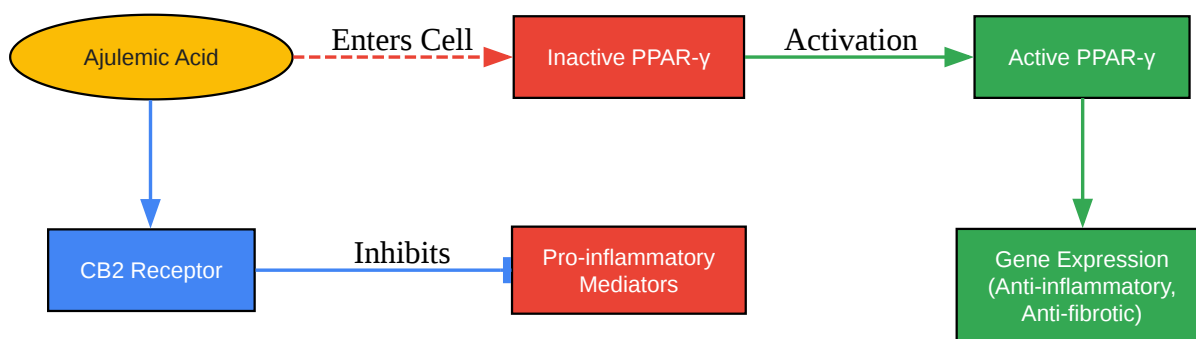 Ajulemic Acid
Enters Cell
Inactive PPAR-γ
Activation
Active PPAR-γ
CB2 Receptor
Inhibits
Pro-inflammatory
Mediators
Gene Expression
(Anti-inflammatory,
Anti-fibrotic)